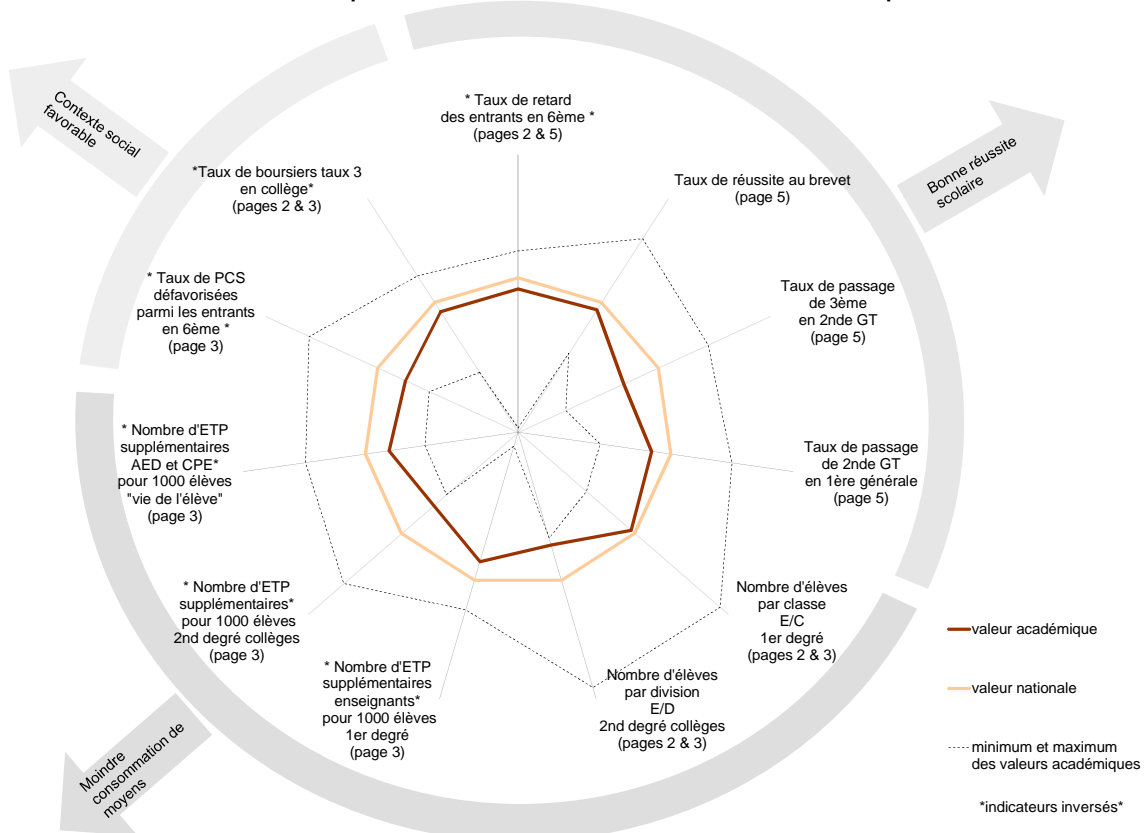 * Taux de retard
des entrants en 6ème *
(pages 2 & 5)
Contexte social
favorable
*Taux de boursiers taux 3
en collège*
(pages 2 & 3)
Taux de réussite au brevet
(page 5)
Bonne réussite
scolaire
* Taux de PCS
défavorisées
parmi les entrants
en 6ème *
(page 3)
Taux de passage
de 3ème
en 2nde GT
(page 5)
* Nombre d'ETP
supplémentaires
AED et CPE*
pour 1000 élèves
"vie de l'élève"
(page 3)
Taux de passage
de 2nde GT
en 1ère générale
(page 5)
* Nombre d'ETP
supplémentaires*
pour 1000 élèves
2nd degré collèges
(page 3)
Nombre d'élèves
par classe
E/C
1er degré
(pages 2 & 3)
* Nombre d'ETP
supplémentaires
enseignants*
pour 1000 élèves
1er degré
(page 3)
Nombre d'élèves
par division
E/D
2nd degré collèges
(pages 2 & 3)
Moindre
consommation de
moyens
valeur académique
valeur nationale
minimum et maximum
des valeurs académiques
*indicateurs inversés*